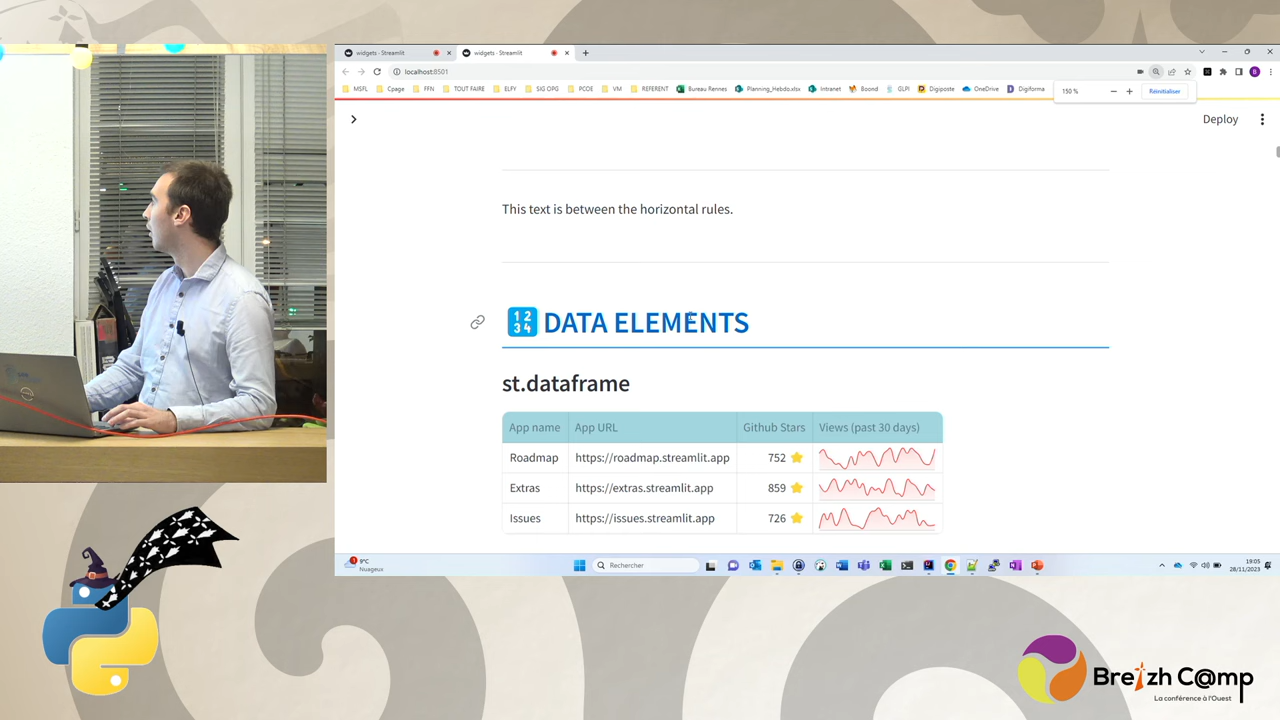 widgets · Streamlit
widgets · Streamlit
localhost:8501
MSFL
Cpage
FFN
TOUT FAIRE
ELFY
SIG OPG
PCOE
VM
REFERENT
Bureau Rennes
Planning_Hebdo.xlsx
Intranet
Boond
GLPI
Digiposte
OneDrive
Digiforma
150 %
Réinitialiser
Deploy
This text is between the horizontal rules.
1 2 3 4 DATA ELEMENTS
st.dataframe
App name App URL Github Stars Views (past 30 days)
Roadmap https://roadmap.streamlit.app 752
Extras https://extras.streamlit.app 859
Issues https://issues.streamlit.app 726
9°C
Nuageux
Rechercher
19:05
28/11/2023
Breizh C@mp
La conférence à l'Ouest